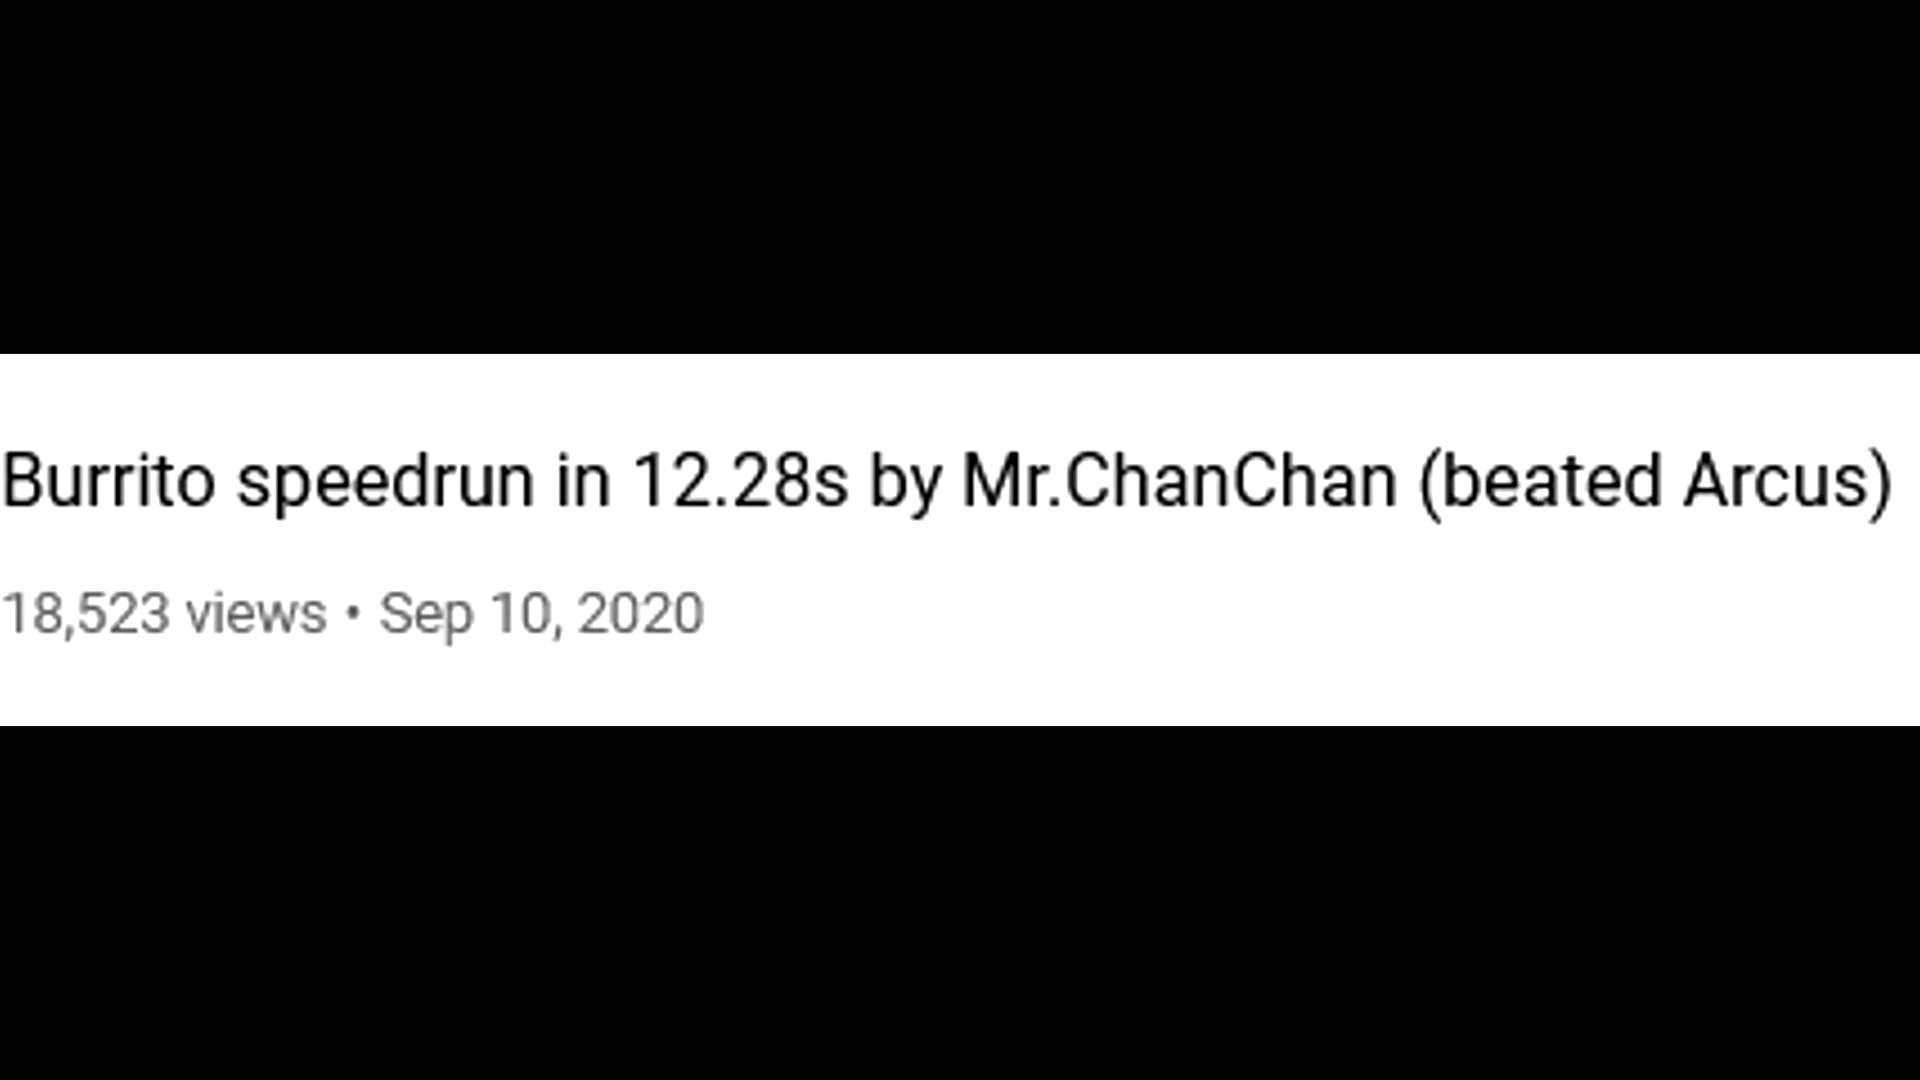 Burrito speedrun in 12.28s by Mr.ChanChan (beated Arcus)
18,523 views • Sep 10, 2020